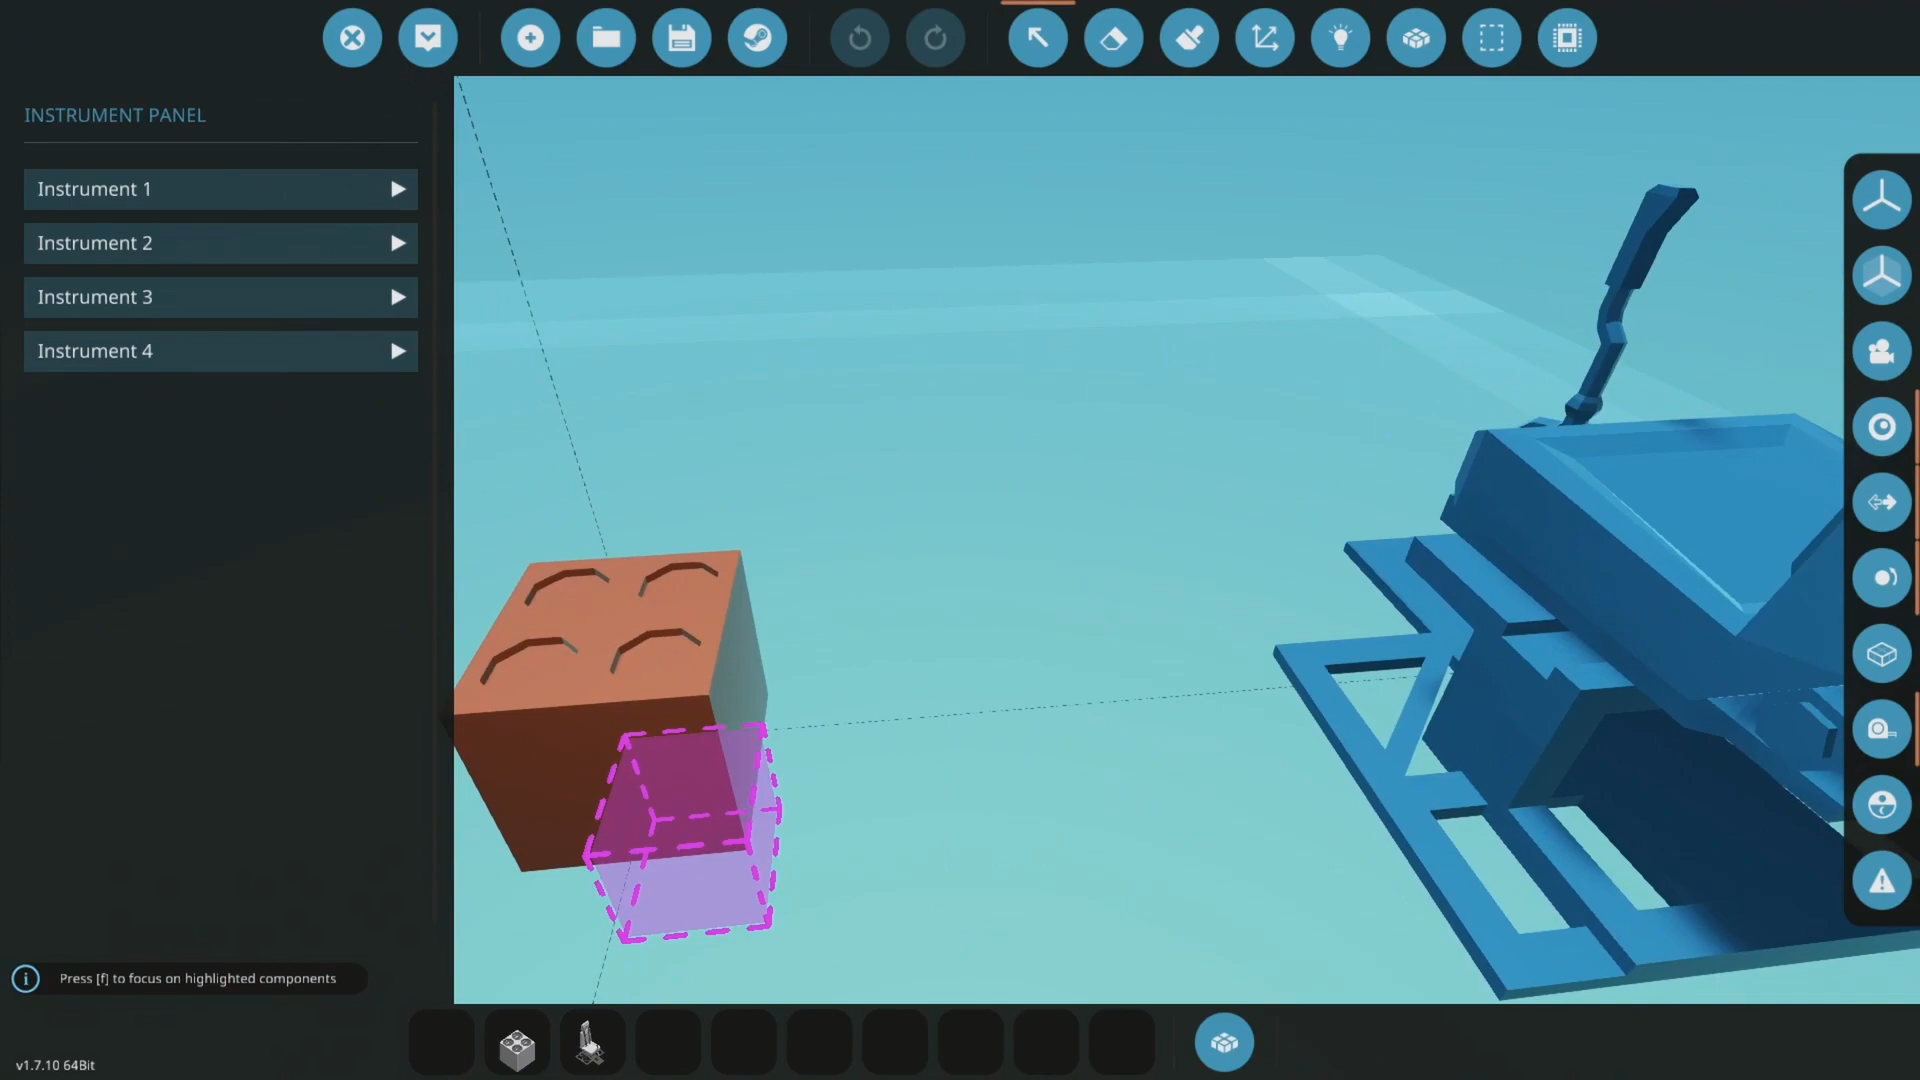 INSTRUMENT PANEL
Instrument 1
Instrument 2
Instrument 3
Instrument 4
Press [f] to focus on highlighted components
v1.7.10 64Bit